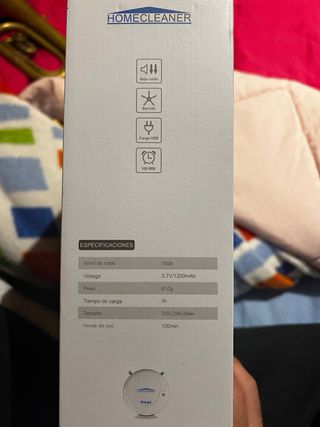 HOMECLEANER
Bajo ruido
Barrido
Carga USB
100 MIN
ESPECIFICACIONES
Nivel de ruido 55db
Voltage 3.7V/1200mAh
Peso 610g
Tiempo de carga 3h
Tamaño
Horas de uso 100min